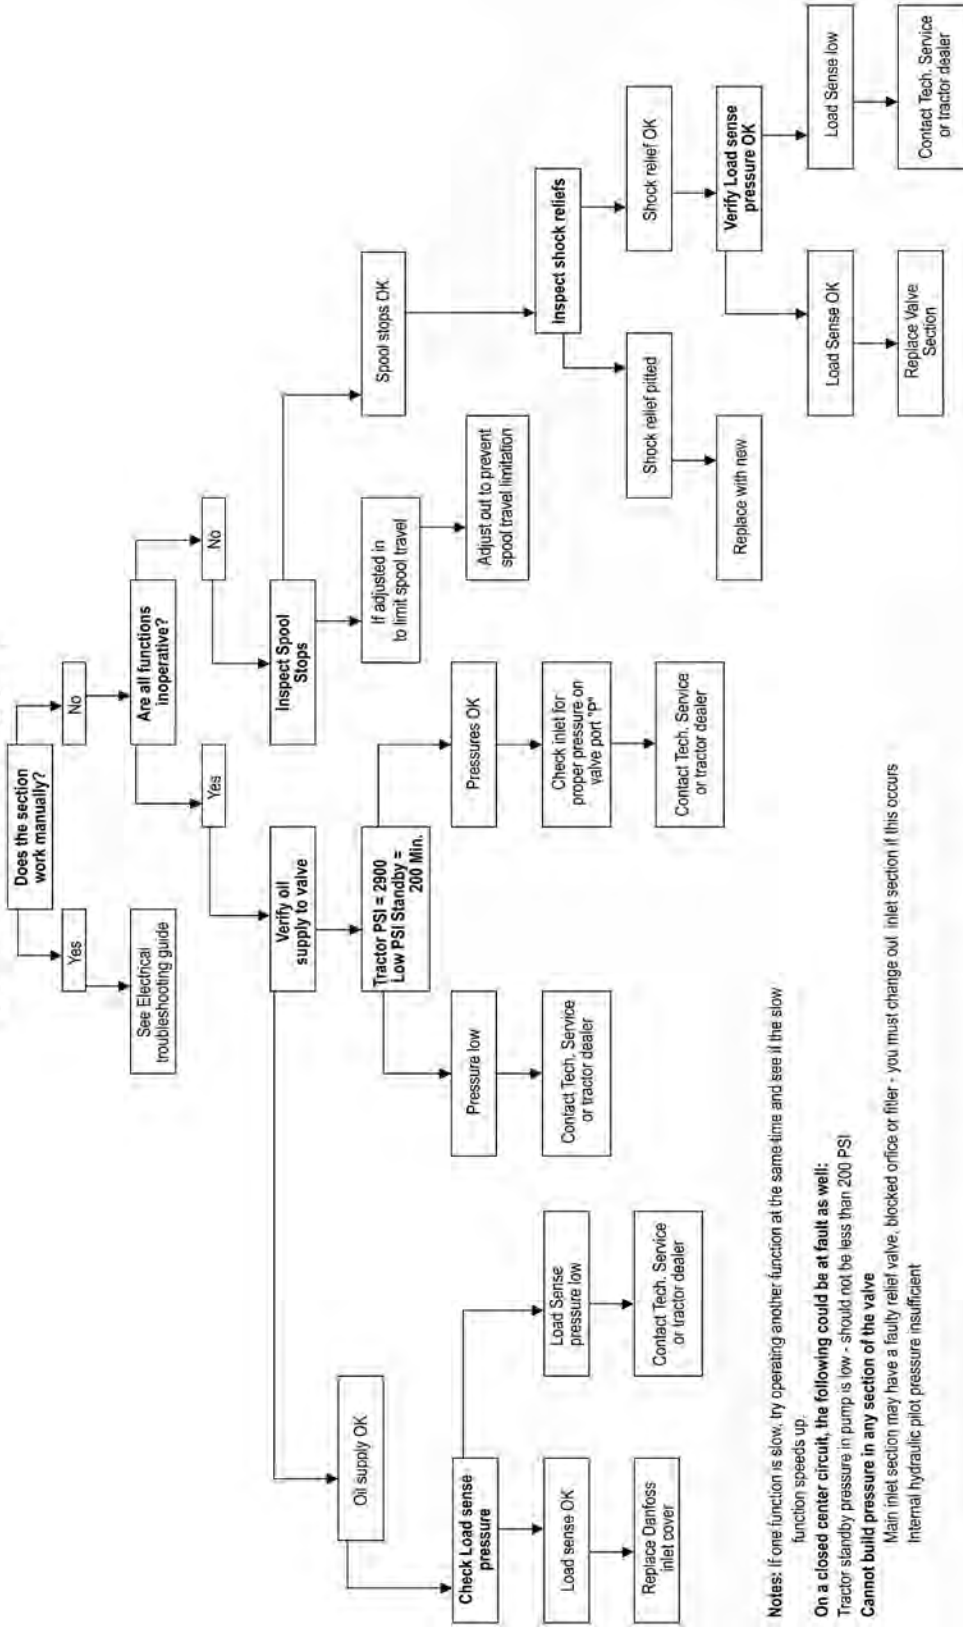 Does the section
work manually?
Yes
No
See Electrical
troubleshooting guide
Are all functions
inoperative?
Yes
No
Verify oil
supply to valve
Inspect Spool
Stops
Oil supply OK
Tractor PSI = 2900
Low PSI Standby =
200 Min.
If adjusted in
to limit spool travel
Spool stops OK
Check Load sense
pressure
Pressure low
Pressures OK
Adjust out to prevent
spool travel limitation
Inspect shock reliefs
Load sense OK
Load Sense
pressure low
Contact Tech. Service
or tractor dealer
Check inlet for
proper pressure on
valve port "P"
Shock relief pitted
Shock relief OK
Replace Danfoss
inlet cover
Contact Tech. Service
or tractor dealer
Contact Tech. Service
or tractor dealer
Replace with new
Verify Load sense
pressure OK
Load Sense OK
Load Sense low
Replace Valve
Section
Contact Tech. Service
or tractor dealer
Notes: If one function is slow, try operating another function at the same time and see if the slow
function speeds up.
On a closed center circuit, the following could be at fault as well:
Tractor standby pressure in pump is low - should not be less than 200 PSI
Cannot build pressure in any section of the valve
Main inlet section may have a faulty relief valve, blocked orfice or fitler - you must change out inlet section if this occurs
Internal hydraulic pilot pressure insufficient